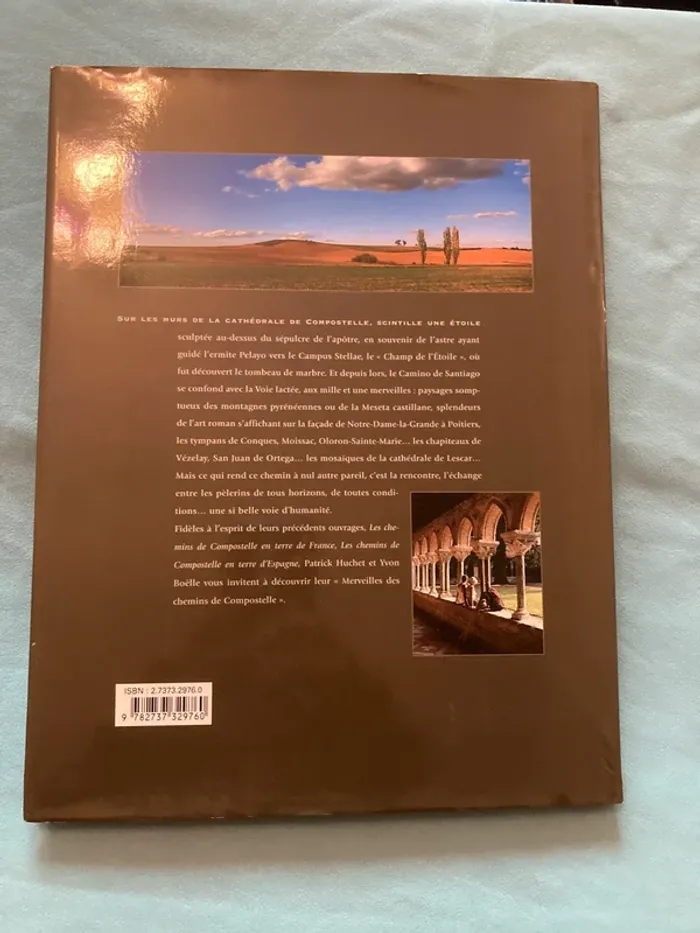 SUR LES MURS DE LA CATHÉDRALE DE COMPOSTELLE, SCINTILLE UNE ÉTOILE
sculptée au-dessus du sépulcre de l'apôtre, en souvenir de l'astre ayant
guidé l'ermite Pelayo vers le Campus Stellae, le « Champ de l'Étoile », où
fut découvert le tombeau de marbre. Et depuis lors, le Camino de Santiago
se confond avec la Voie lactée, aux mille et une merveilles : paysages somp-
tueux des montagnes pyrénéennes ou de la Meseta castillane, splendeurs
de l'art roman s'affichant sur la façade de Notre-Dame-la-Grande à Poitiers,
les tympans de Conques, Moissac, Oloron-Sainte-Marie... les chapiteaux de
Vézelay, San Juan de Ortega... les mosaïques de la cathédrale de Lescar...
Mais ce qui rend ce chemin à nul autre pareil, c'est la rencontre, l'échange
entre les pèlerins de tous horizons, de toutes condi-
tions... une si belle voie d'humanité.
Fidèles à l'esprit de leurs précédents ouvrages, Les che-
mins de Compostelle en terre de France, Les chemins de
Compostelle en terre d'Espagne, Patrick Huchet et Yvon
Boëlle vous invitent à découvrir leur « Merveilles des
chemins de Compostelle ».
ISBN : 2.7373.2976.0
9 782737 329760